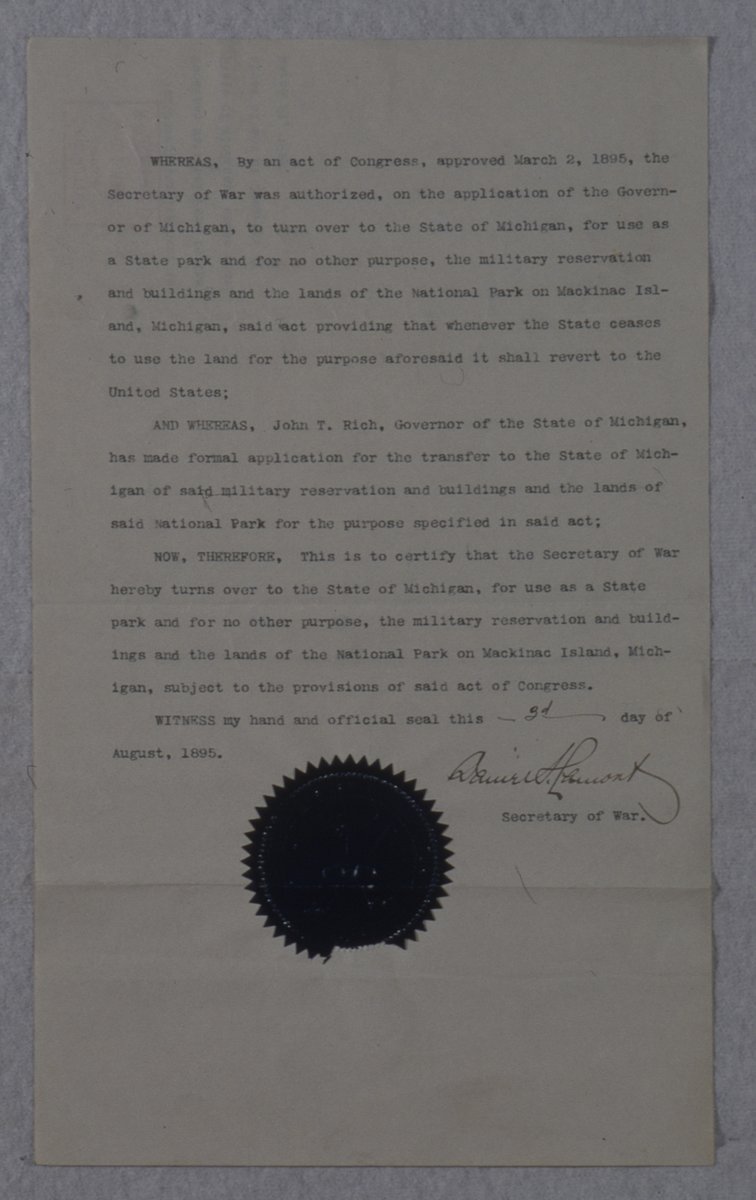 WHEREAS, By an act of Congress, approved March 2, 1895, the
Secretary of War was authorized, on the application of the Govern-
or of Michigan, to turn over to the State of Michigan, for use as
a State park and for no other purpose, the military reservation
and buildings and the lands of the National Park on Mackinac Isl-
and, Michigan, said act providing that whenever the State ceases
to use the land for the purpose aforesaid it shall revert to the
United States;
AND WHEREAS, John T. Rich, Governor of the State of Michigan,
has made formal application for the transfer to the State of Mich-
igan of said military reservation and buildings and the lands of
said National Park for the purpose specified in said act;
NOW, THEREFORE, This is to certify that the Secretary of War
hereby turns over to the State of Michigan, for use as a State
park and for no other purpose, the military reservation and build-
ings and the lands of the National Park on Mackinac Island, Mich-
igan, subject to the provisions of said act of Congress.
WITNESS my hand and official seal this 3d day of
August, 1895.
Daniel S. Lamont
Secretary of War.